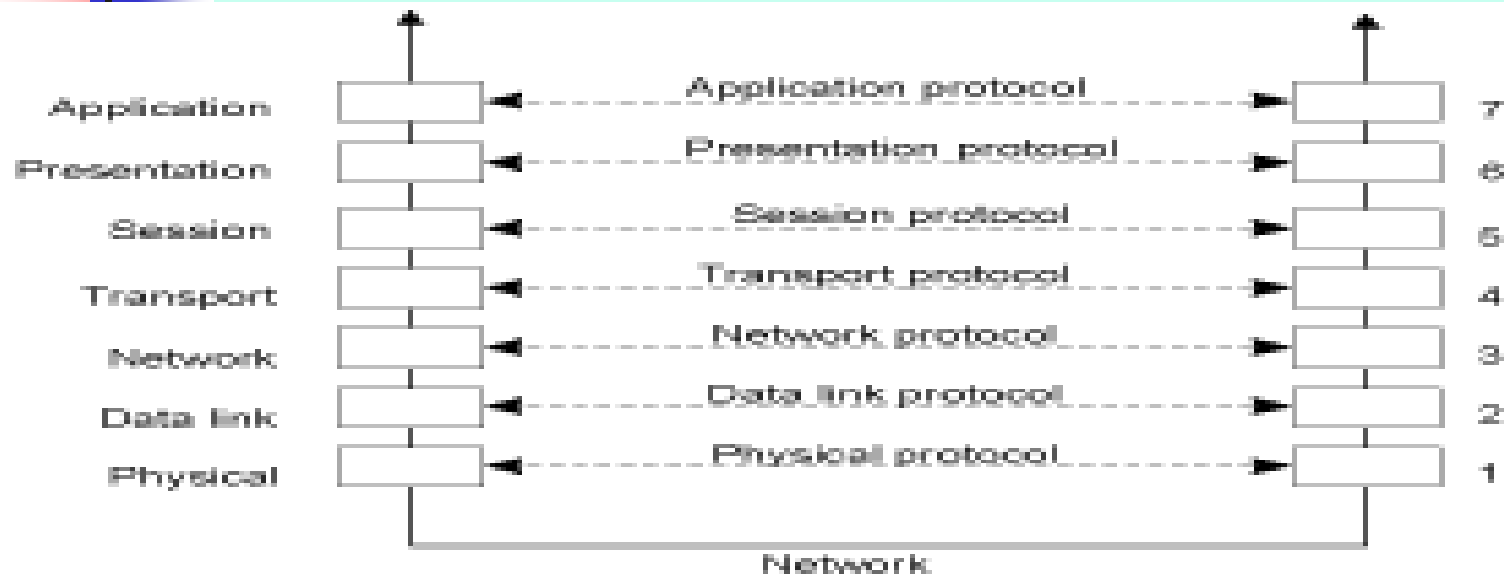 Application Application protocol 7
Presentation Presentation protocol 6
Session Session protocol 5
Transport Transport protocol 4
Network Network protocol 3
Data link Data link protocol 2
Physical Physical protocol 1
Network